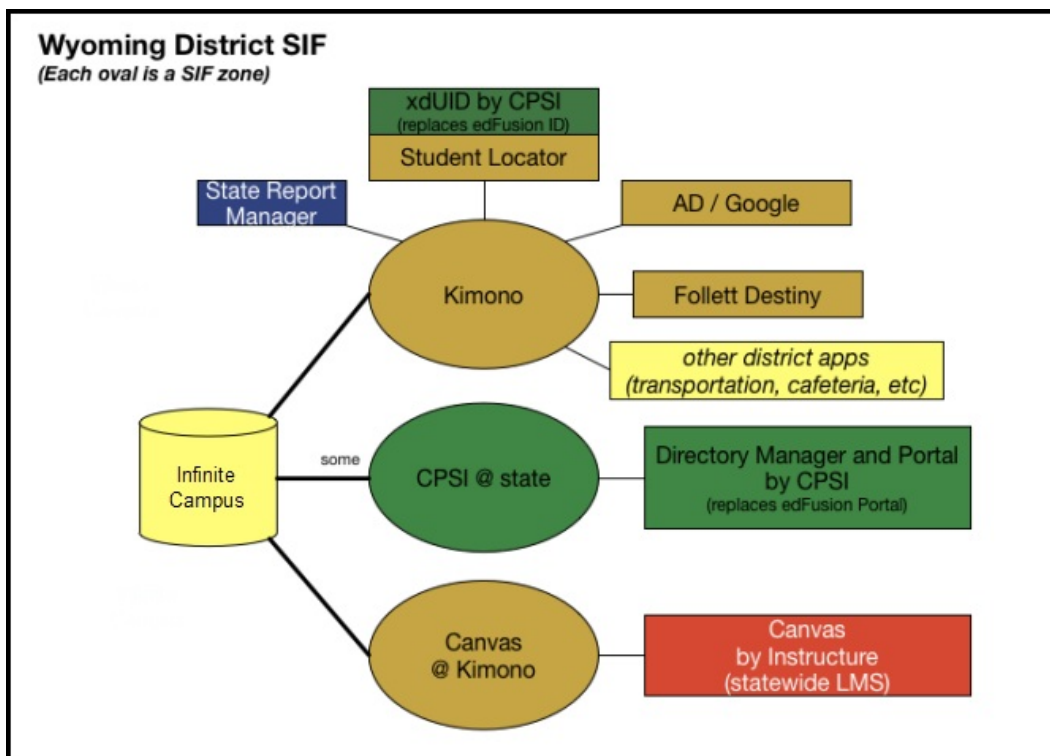 Wyoming District SIF
(Each oval is a SIF zone)
xdUID by CPSI
(replaces edFusion ID)
Student Locator
State Report
Manager
AD / Google
Kimono
Follett Destiny
other district apps
(transportation, cafeteria, etc)
Infinite
Campus
some
CPSI @ state
Directory Manager and Portal
by CPSI
(replaces edFusion Portal)
Canvas
@ Kimono
Canvas
by Instructure
(statewide LMS)